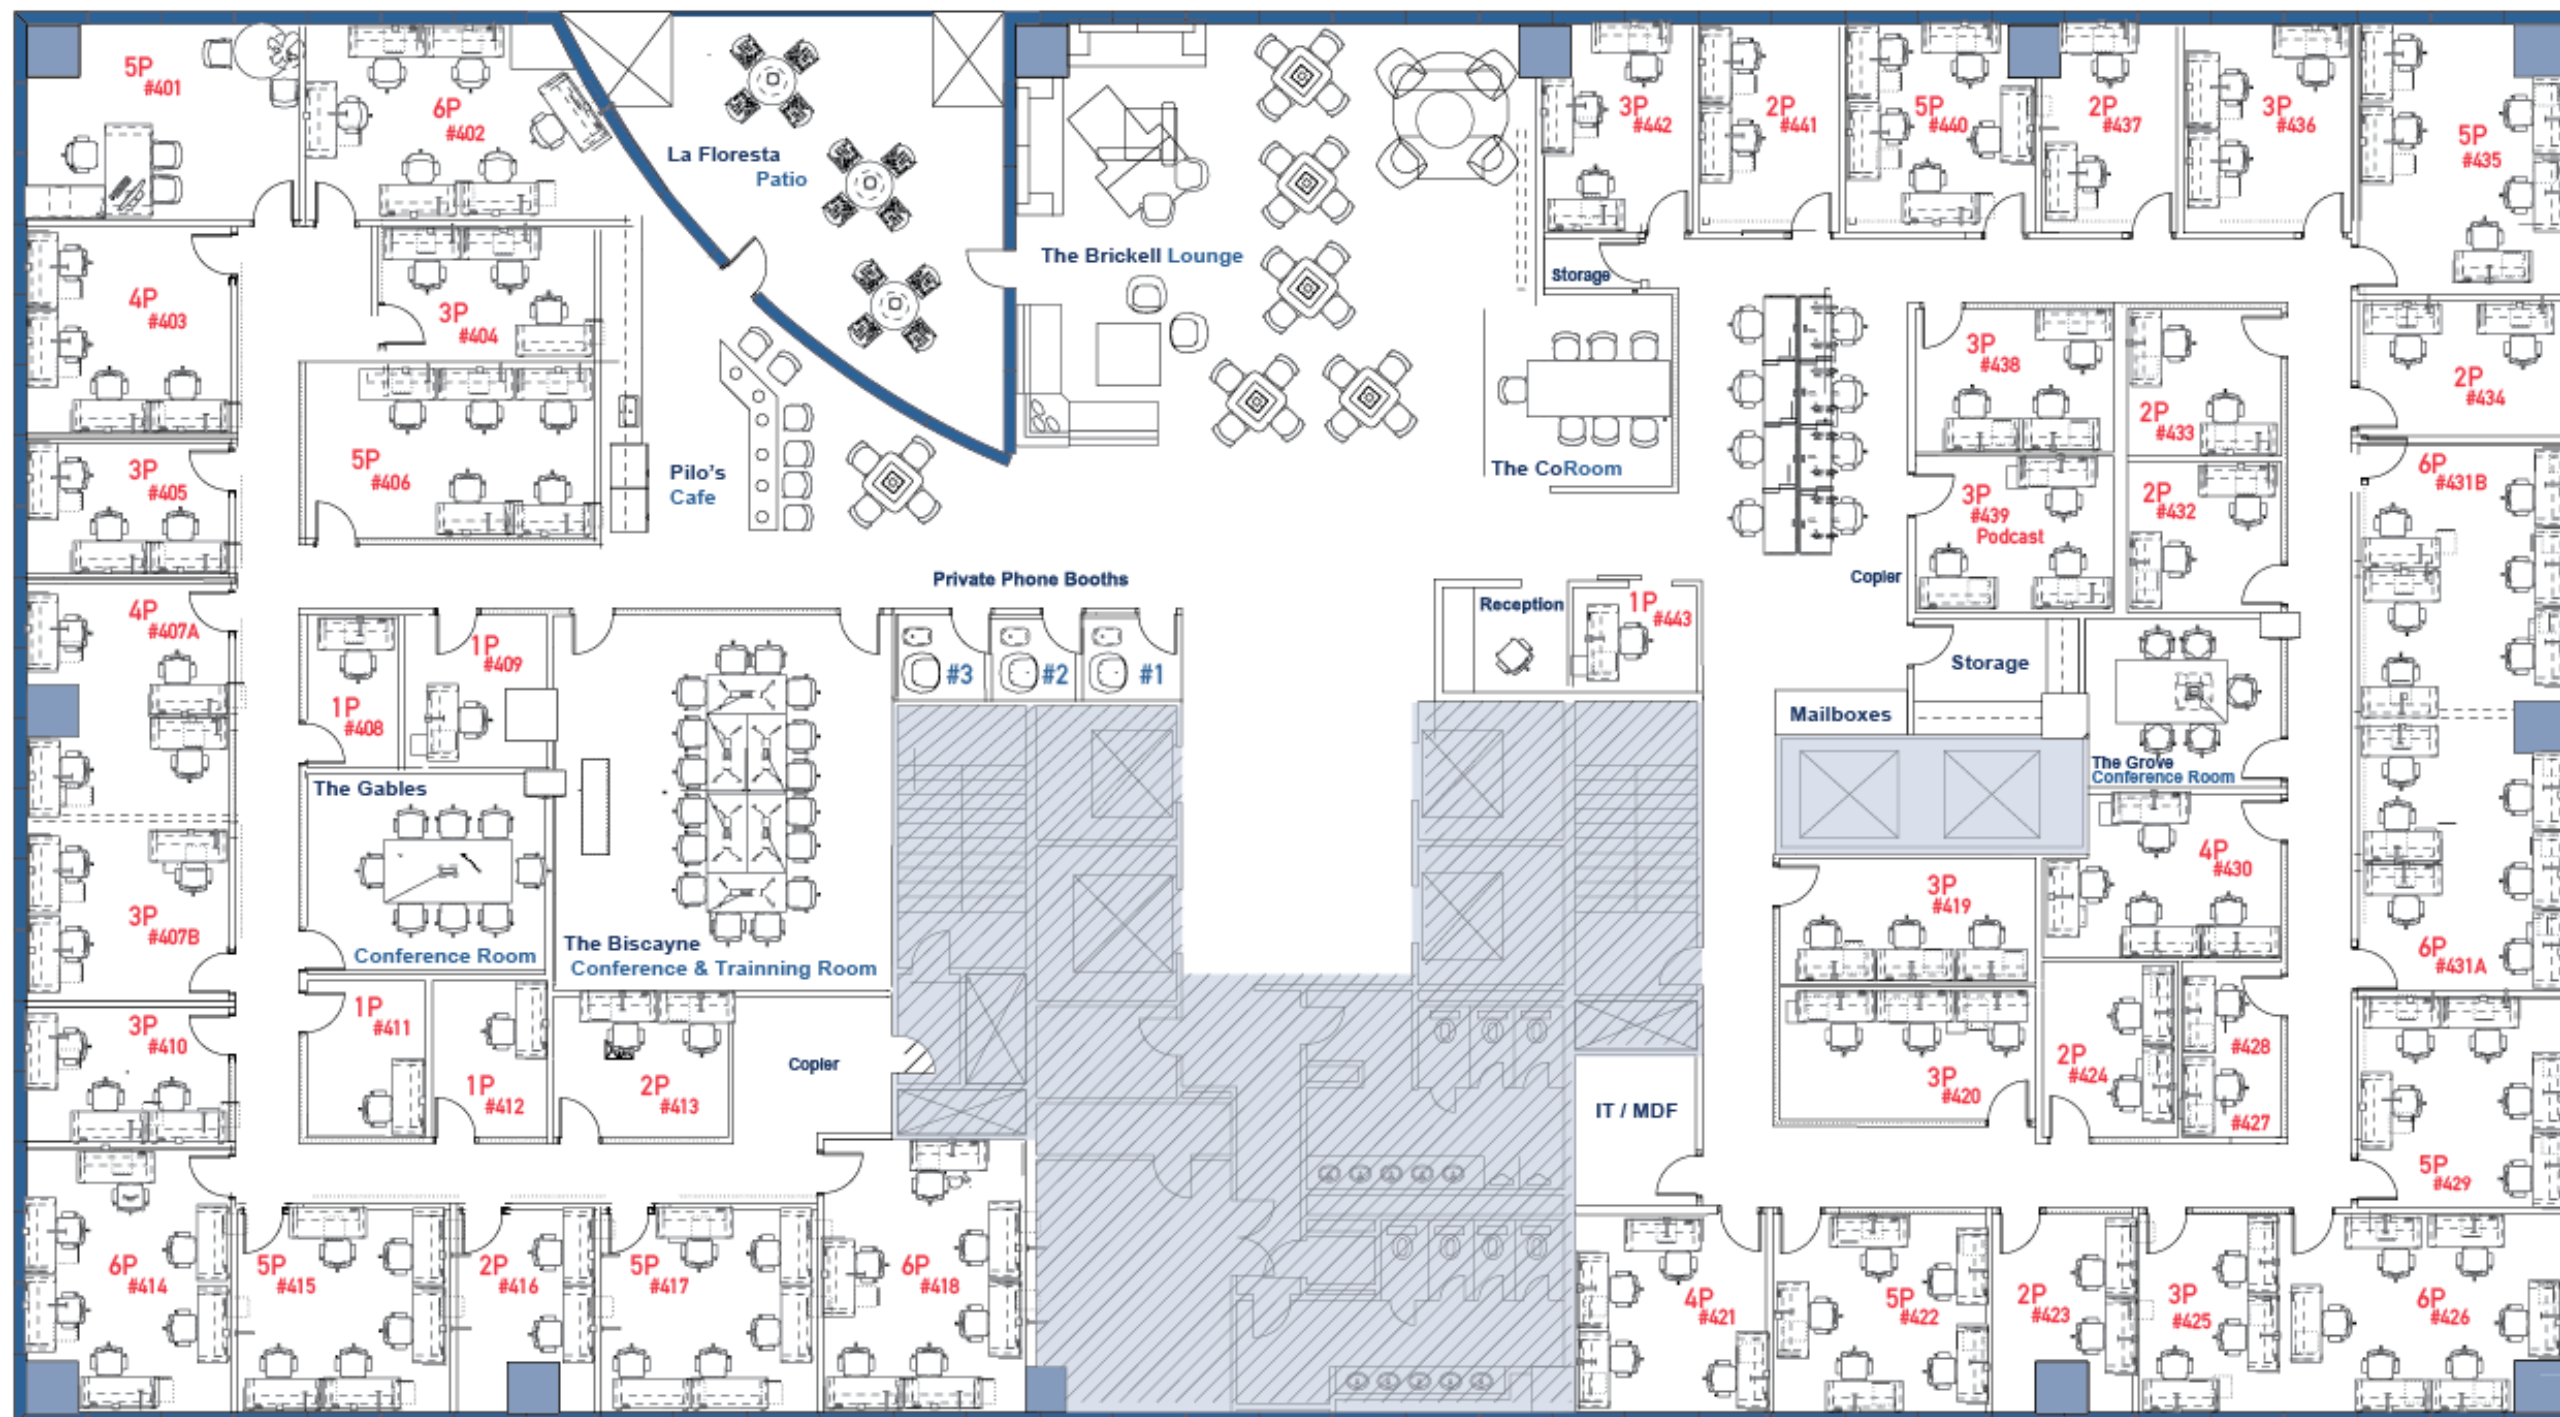 5P
#401
6P
#402
La Floresta
Patio
The Brickell Lounge
3P
#442
2P
#441
5P
#440
2P
#437
3P
#436
5P
#435
Storage
4P
#403
3P
#404
3P
#438
2P
#433
2P
#434
5P
#406
Pilo's
Cafe
The CoRoom
3P
#405
3P
#439
Podcast
2P
#432
6P
#431B
Private Phone Booths
Copier
4P
#407A
1P
#409
#3
#2
#1
Reception
1P
#443
Storage
1P
#408
Mailboxes
The Gables
The Grove
Conference Room
3P
#407B
Conference Room
The Biscayne
Conference & Trainning Room
3P
#419
4P
#430
6P
#431A
3P
#410
1P
#411
1P
#412
2P
#413
Copier
IT / MDF
3P
#420
2P
#424
#428
#427
5P
#429
6P
#414
5P
#415
2P
#416
5P
#417
6P
#418
4P
#421
5P
#422
2P
#423
3P
#425
6P
#426